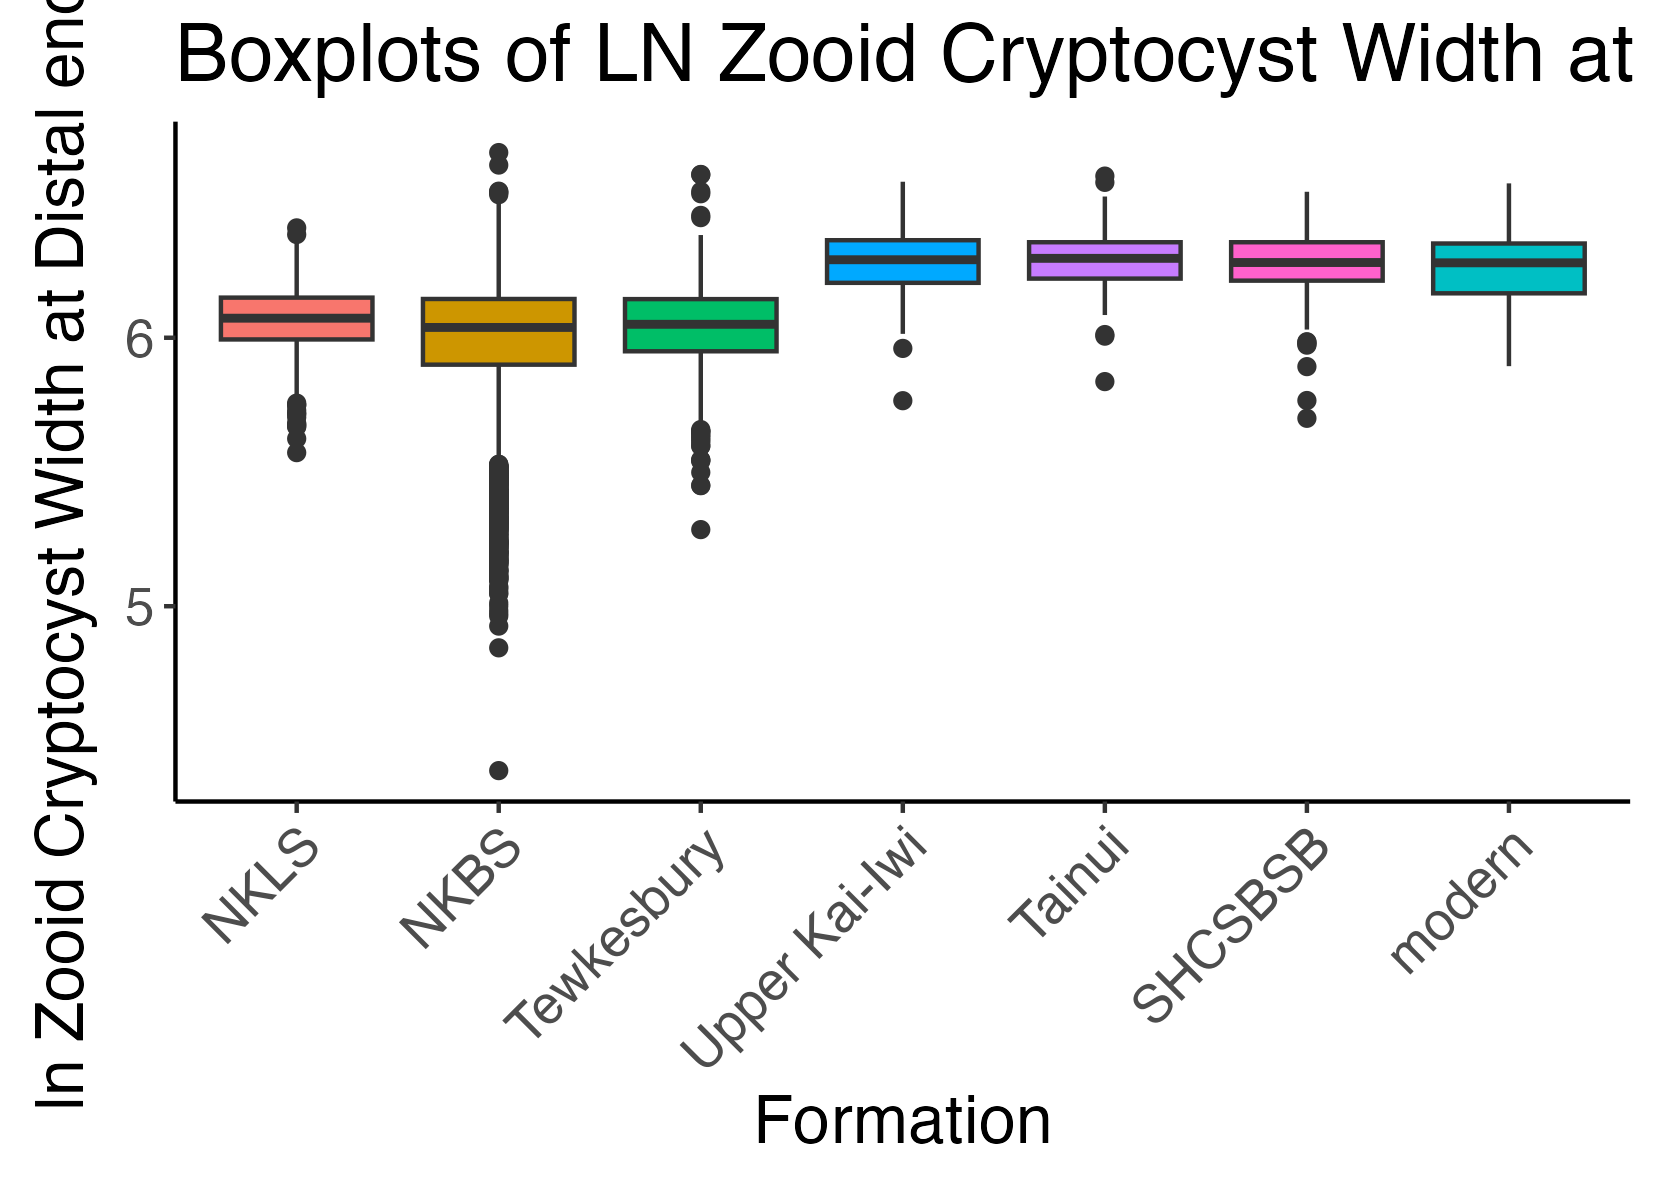 Boxplots of LN Zooid Cryptocyst Width at
ln Zooid Cryptocyst Width at Distal end
6
5
NKLS
NKBS
Tewkesbury
Upper Kai-Iwi
Tainui
SHCSBSB
modern
Formation